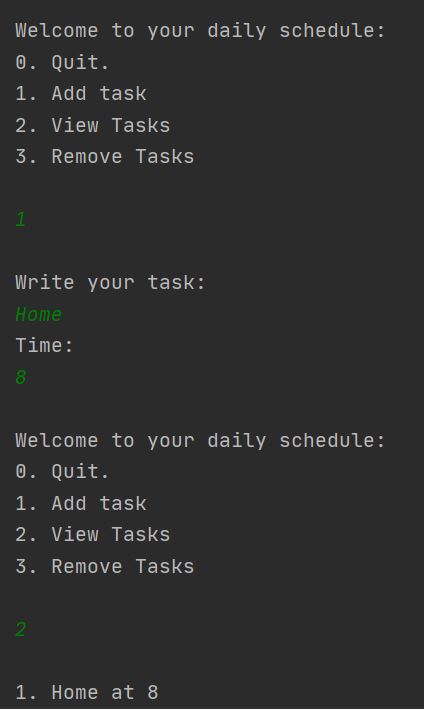 Welcome to your daily schedule:
0. Quit.
1. Add task
2. View Tasks
3. Remove Tasks
1
Write your task:
Home
Time:
8
Welcome to your daily schedule:
0. Quit.
1. Add task
2. View Tasks
3. Remove Tasks
2
1. Home at 8